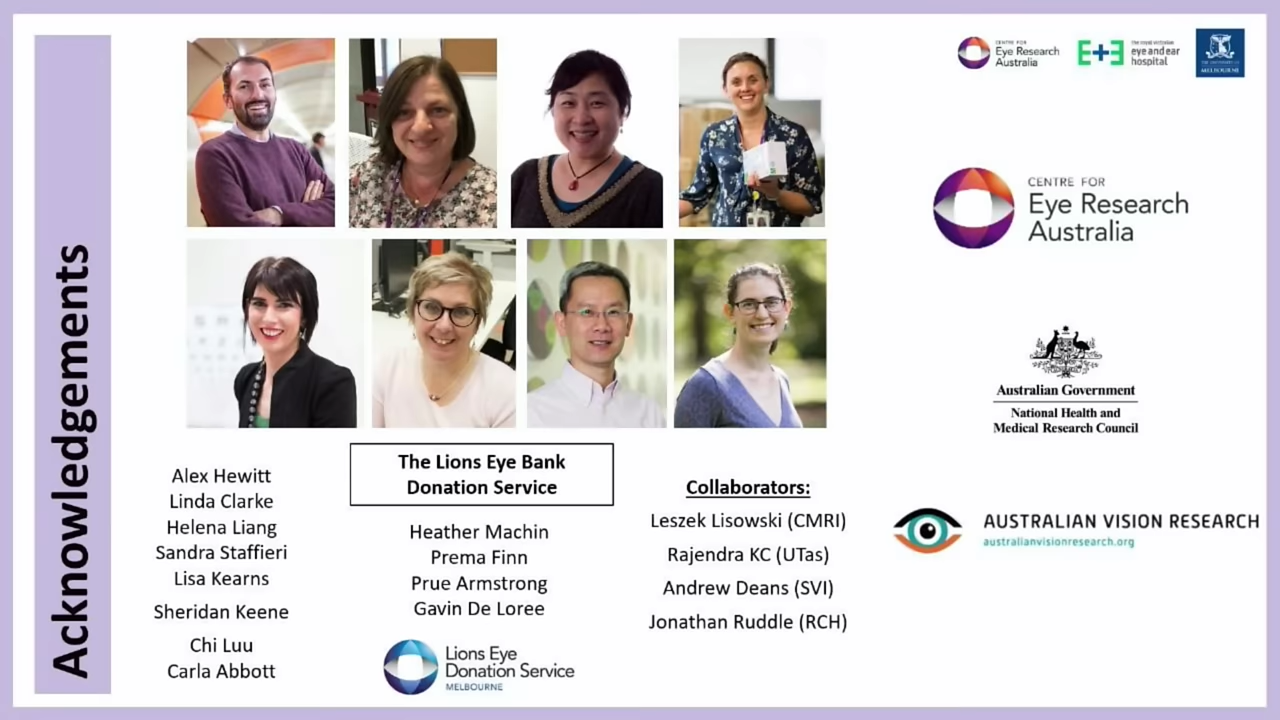 Acknowledgements
CENTRE FOR
Eye Research
Australia
E+E
the royal victorian
eye and ear
hospital
THE UNIVERSITY OF
MELBOURNE
CENTRE FOR
Eye Research
Australia
Australian Government
National Health and
Medical Research Council
AUSTRALIAN VISION RESEARCH
australianvisionresearch.org
Alex Hewitt
Linda Clarke
Helena Liang
Sandra Staffieri
Lisa Kearns
Sheridan Keene
Chi Luu
Carla Abbott
The Lions Eye Bank
Donation Service
Heather Machin
Prema Finn
Prue Armstrong
Gavin De Loree
Lions Eye
Donation Service
MELBOURNE
Collaborators:
Leszek Lisowski (CMRI)
Rajendra KC (UTas)
Andrew Deans (SVI)
Jonathan Ruddle (RCH)